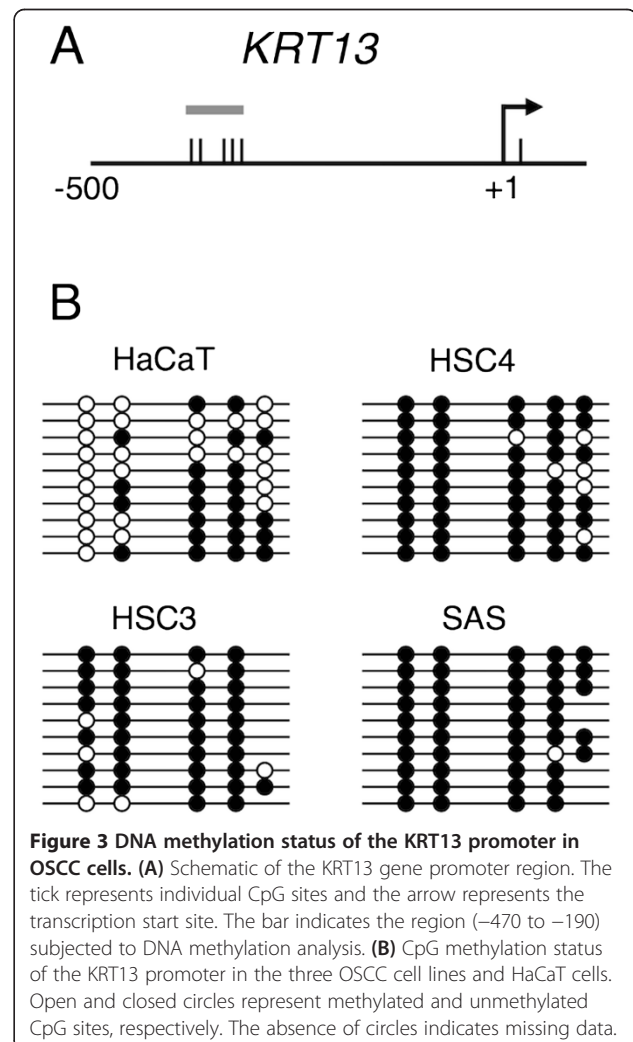 A
KRT13
-500
+1
B
HaCaT
HSC4
HSC3
SAS
Figure 3 DNA methylation status of the KRT13 promoter in
OSCC cells. (A) Schematic of the KRT13 gene promoter region. The
tick represents individual CpG sites and the arrow represents the
transcription start site. The bar indicates the region (−470 to −190)
subjected to DNA methylation analysis. (B) CpG methylation status
of the KRT13 promoter in the three OSCC cell lines and HaCaT cells.
Open and closed circles represent methylated and unmethylated
CpG sites, respectively. The absence of circles indicates missing data.